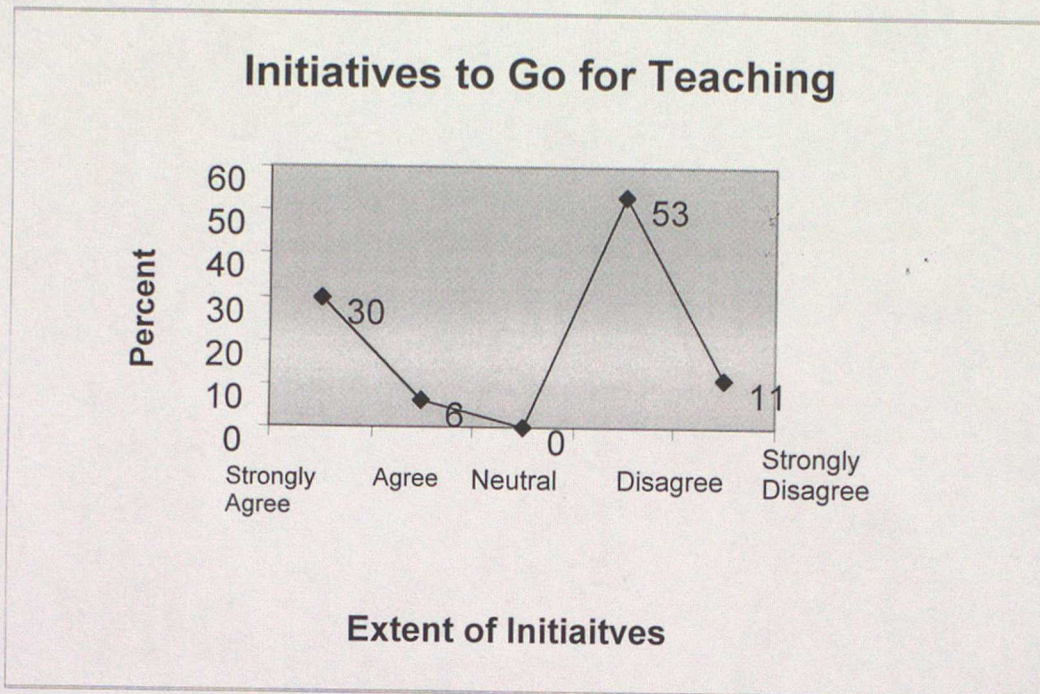 Initiatives to Go for Teaching
60
50
40
30
20
10
0
Percent
30
6
0
53
11
Strongly
Agree
Agree
Neutral
Disagree
Strongly
Disagree
Extent of Initiaitves